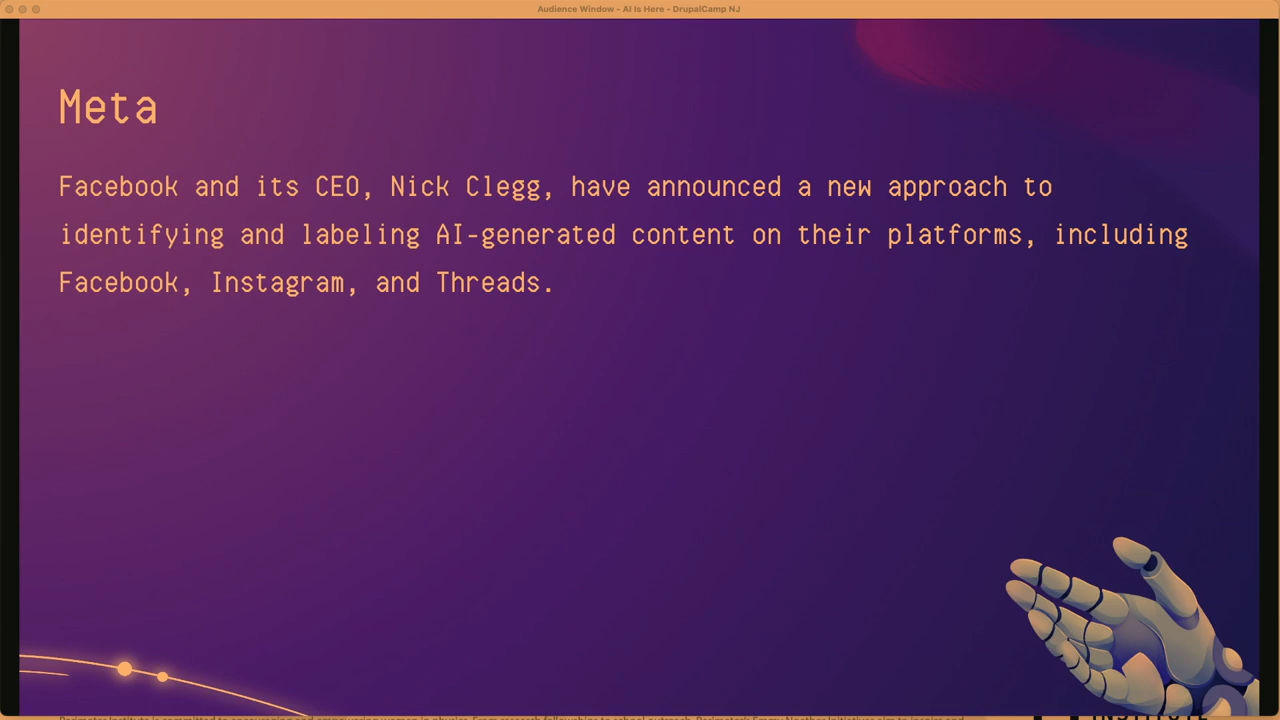 Audience Window - AI Is Here - DrupalCamp NJ
Meta
Facebook and its CEO, Nick Clegg, have announced a new approach to
identifying and labeling AI-generated content on their platforms, including
Facebook, Instagram, and Threads.